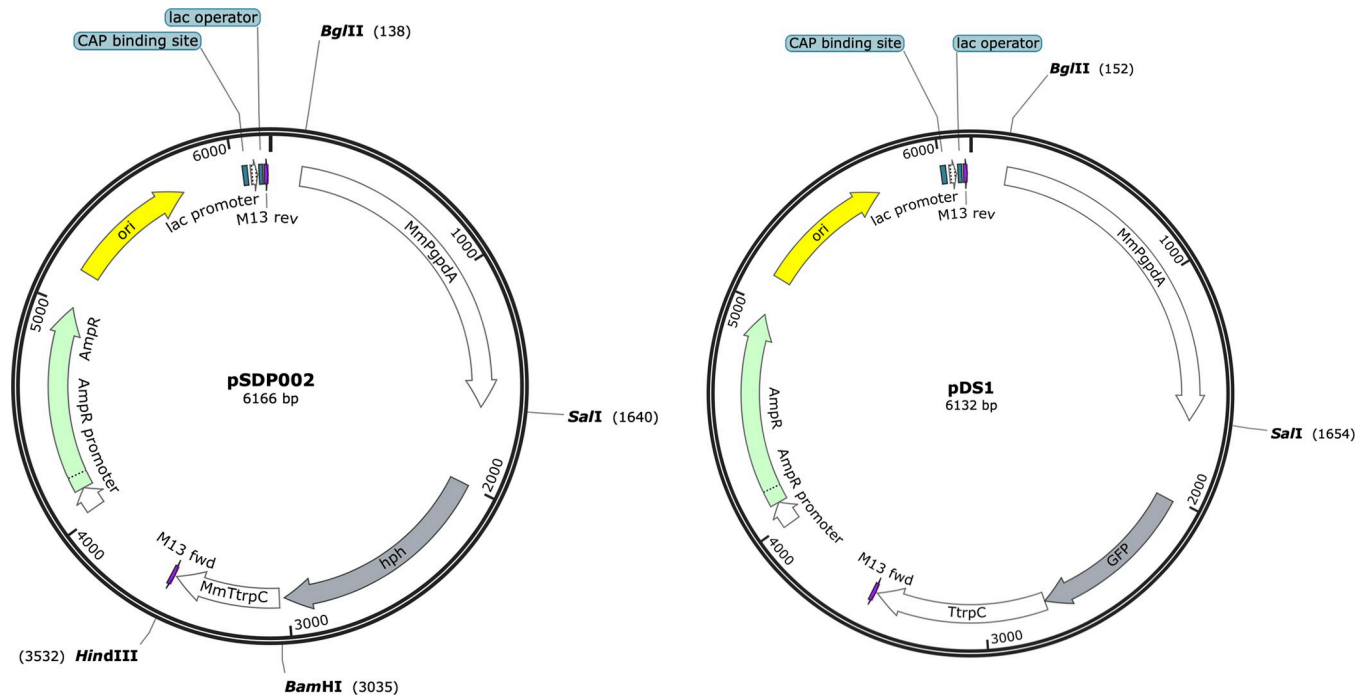 lac operator
CAP binding site
BglII (138)
6000
lac promoter
M13 rev
ori
MmPgpdA
1000
5000
AmpR
AmpR promoter
pSDP002
6166 bp
SalI (1640)
2000
hph
4000
M13 fwd
MmTtrpC
3000
(3532) HindIII
BamHI (3035)
CAP binding site
lac operator
BglII (152)
6000
lac promoter
M13 rev
ori
MmPgpdA
1000
5000
AmpR
AmpR promoter
pDS1
6132 bp
SalI (1654)
2000
GFP
4000
M13 fwd
TtrpC
3000